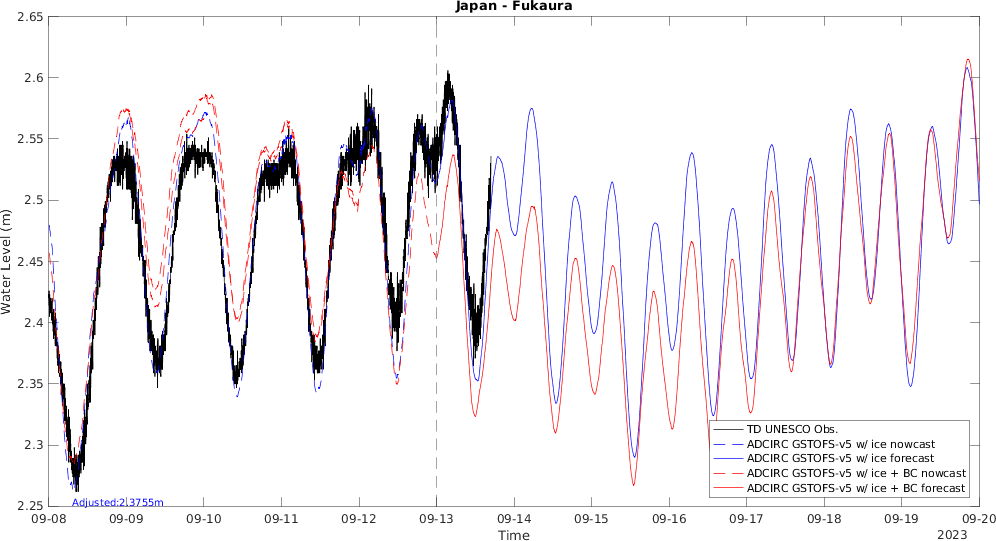 Japan - Fukaura
2.65
2.6
2.55
2.5
2.45
2.4
2.35
2.3
2.25
Water Level (m)
Adjusted:2.3755m
TD UNESCO Obs.
ADCIRC GSTOFS-v5 w/ ice nowcast
ADCIRC GSTOFS-v5 w/ ice forecast
ADCIRC GSTOFS-v5 w/ ice + BC nowcast
ADCIRC GSTOFS-v5 w/ ice + BC forecast
09-08 09-09 09-10 09-11 09-12 09-13 09-14 09-15 09-16 09-17 09-18 09-19 09-20
Time
2023